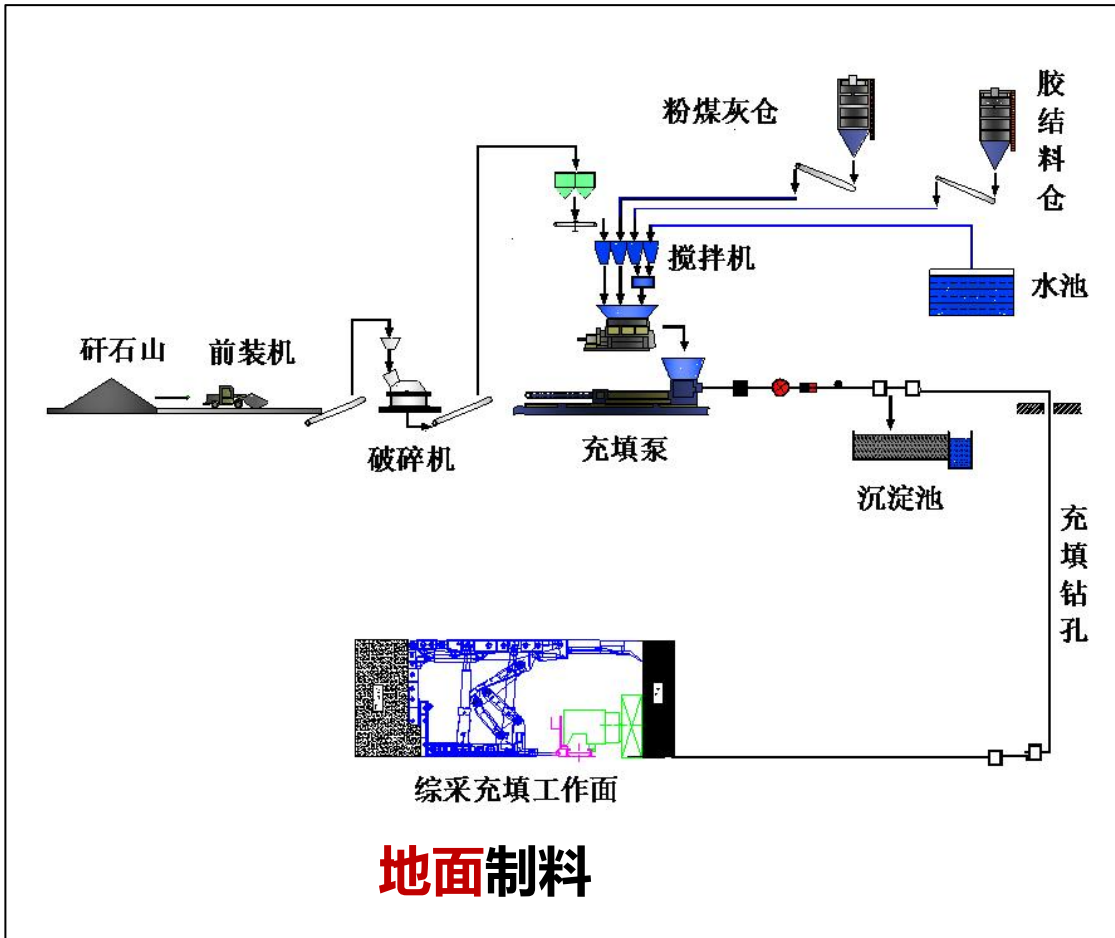 粉煤灰仓
胶结料仓
搅拌机
水池
矸石山
前装机
破碎机
充填泵
沉淀池
充填钻孔
综采充填工作面
地面制料